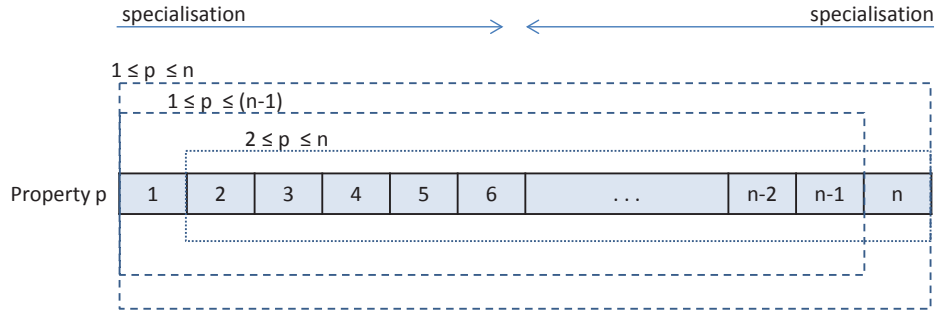 specialisation specialisation
1 ≤ p ≤ n
1 ≤ p ≤ (n-1)
2 ≤ p ≤ n
Property p 1 2 3 4 5 6 . . . n-2 n-1 n